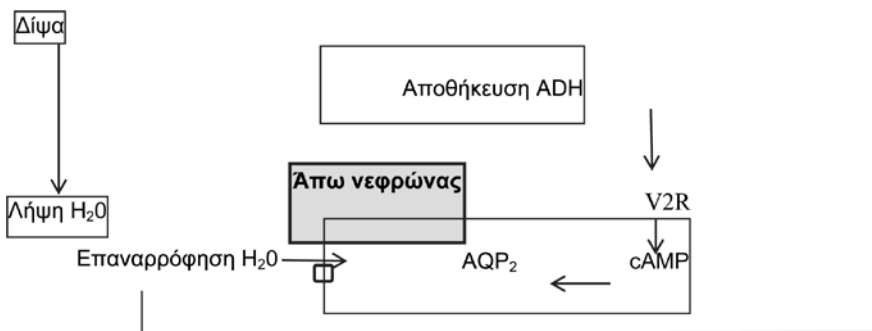 Δίψα
Αποθήκευση ADH
Άπω νεφρώνας
Λήψη H₂0
V2R
Επαναρρόφηση H₂0
AQP₂
cAMP